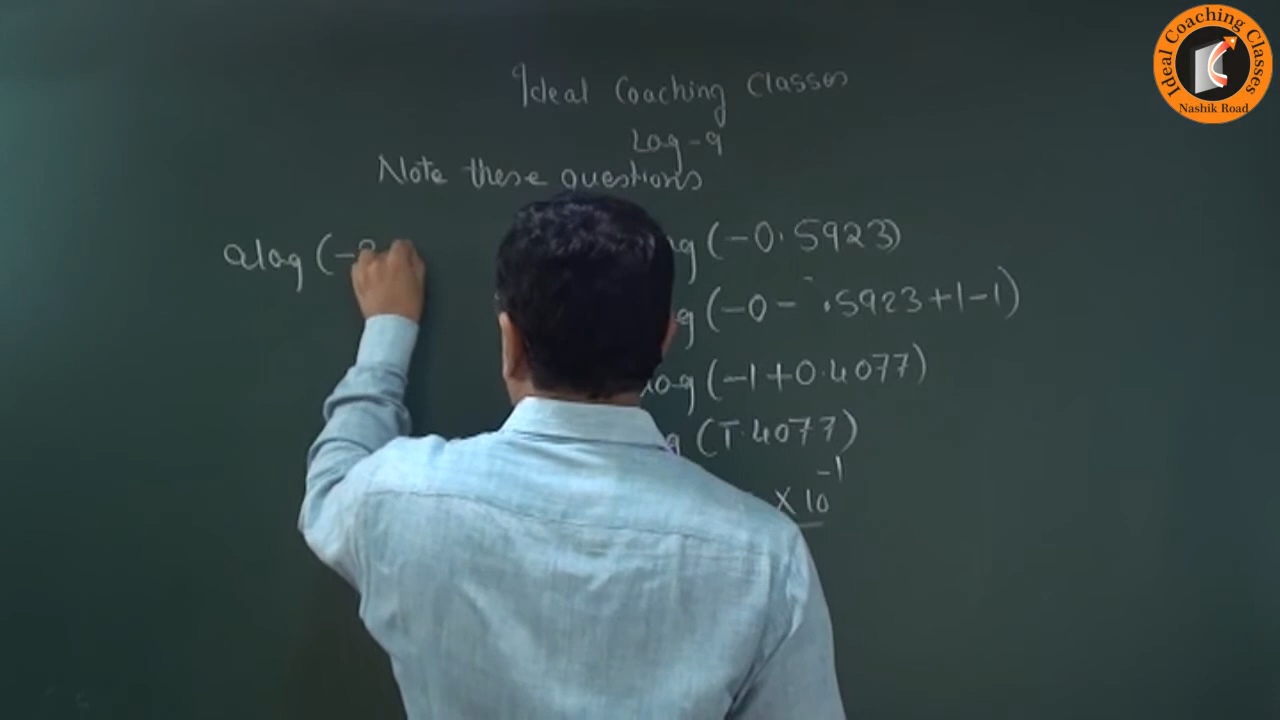 Ideal Coaching Classes
Log-9
Note these questions
alog (-
g (-0.5923)
g (-0- .5923+1-1)
log (-1+0.4077)
g (1̅.4077)
X 10⁻¹
Ideal Coaching Classes
Nashik Road